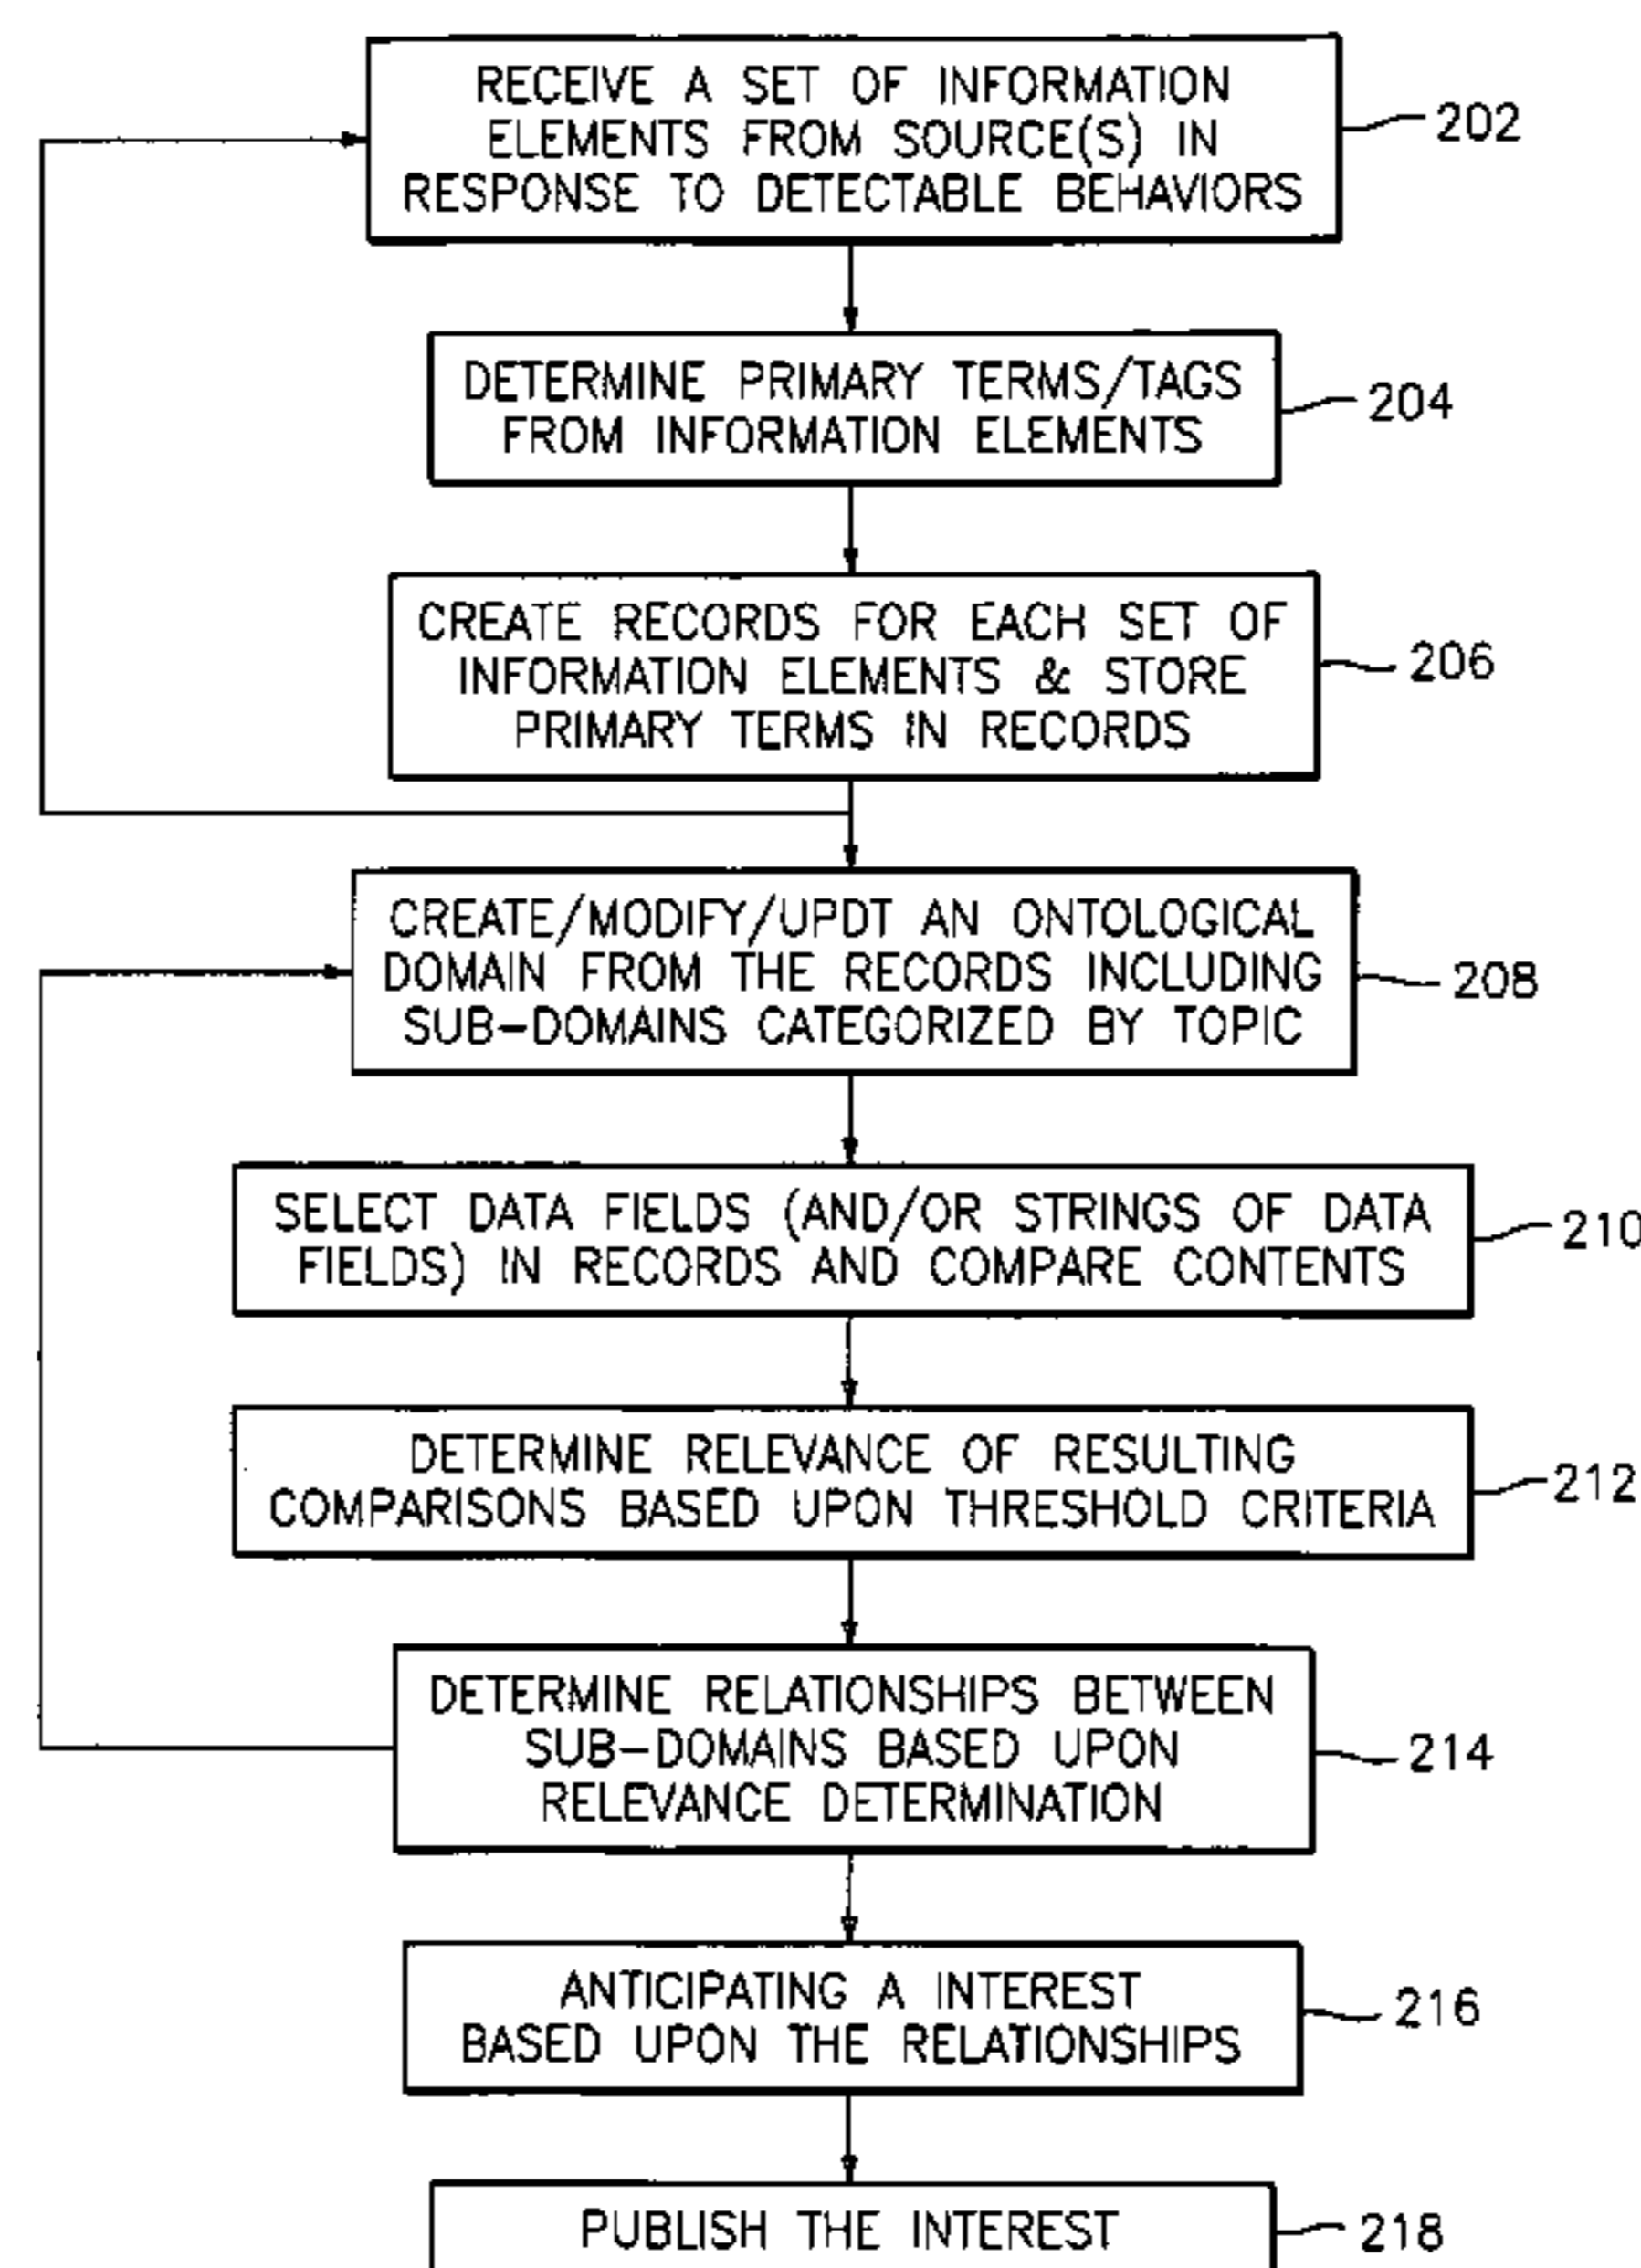 RECEIVE A SET OF INFORMATION
ELEMENTS FROM SOURCE(S) IN
RESPONSE TO DETECTABLE BEHAVIORS
202
DETERMINE PRIMARY TERMS/TAGS
FROM INFORMATION ELEMENTS
204
CREATE RECORDS FOR EACH SET OF
INFORMATION ELEMENTS & STORE
PRIMARY TERMS IN RECORDS
206
CREATE/MODIFY/UPDT AN ONTOLOGICAL
DOMAIN FROM THE RECORDS INCLUDING
SUB-DOMAINS CATEGORIZED BY TOPIC
208
SELECT DATA FIELDS (AND/OR STRINGS OF DATA
FIELDS) IN RECORDS AND COMPARE CONTENTS
210
DETERMINE RELEVANCE OF RESULTING
COMPARISONS BASED UPON THRESHOLD CRITERIA
212
DETERMINE RELATIONSHIPS BETWEEN
SUB-DOMAINS BASED UPON
RELEVANCE DETERMINATION
214
ANTICIPATING A INTEREST
BASED UPON THE RELATIONSHIPS
216
PUBLISH THE INTEREST
218